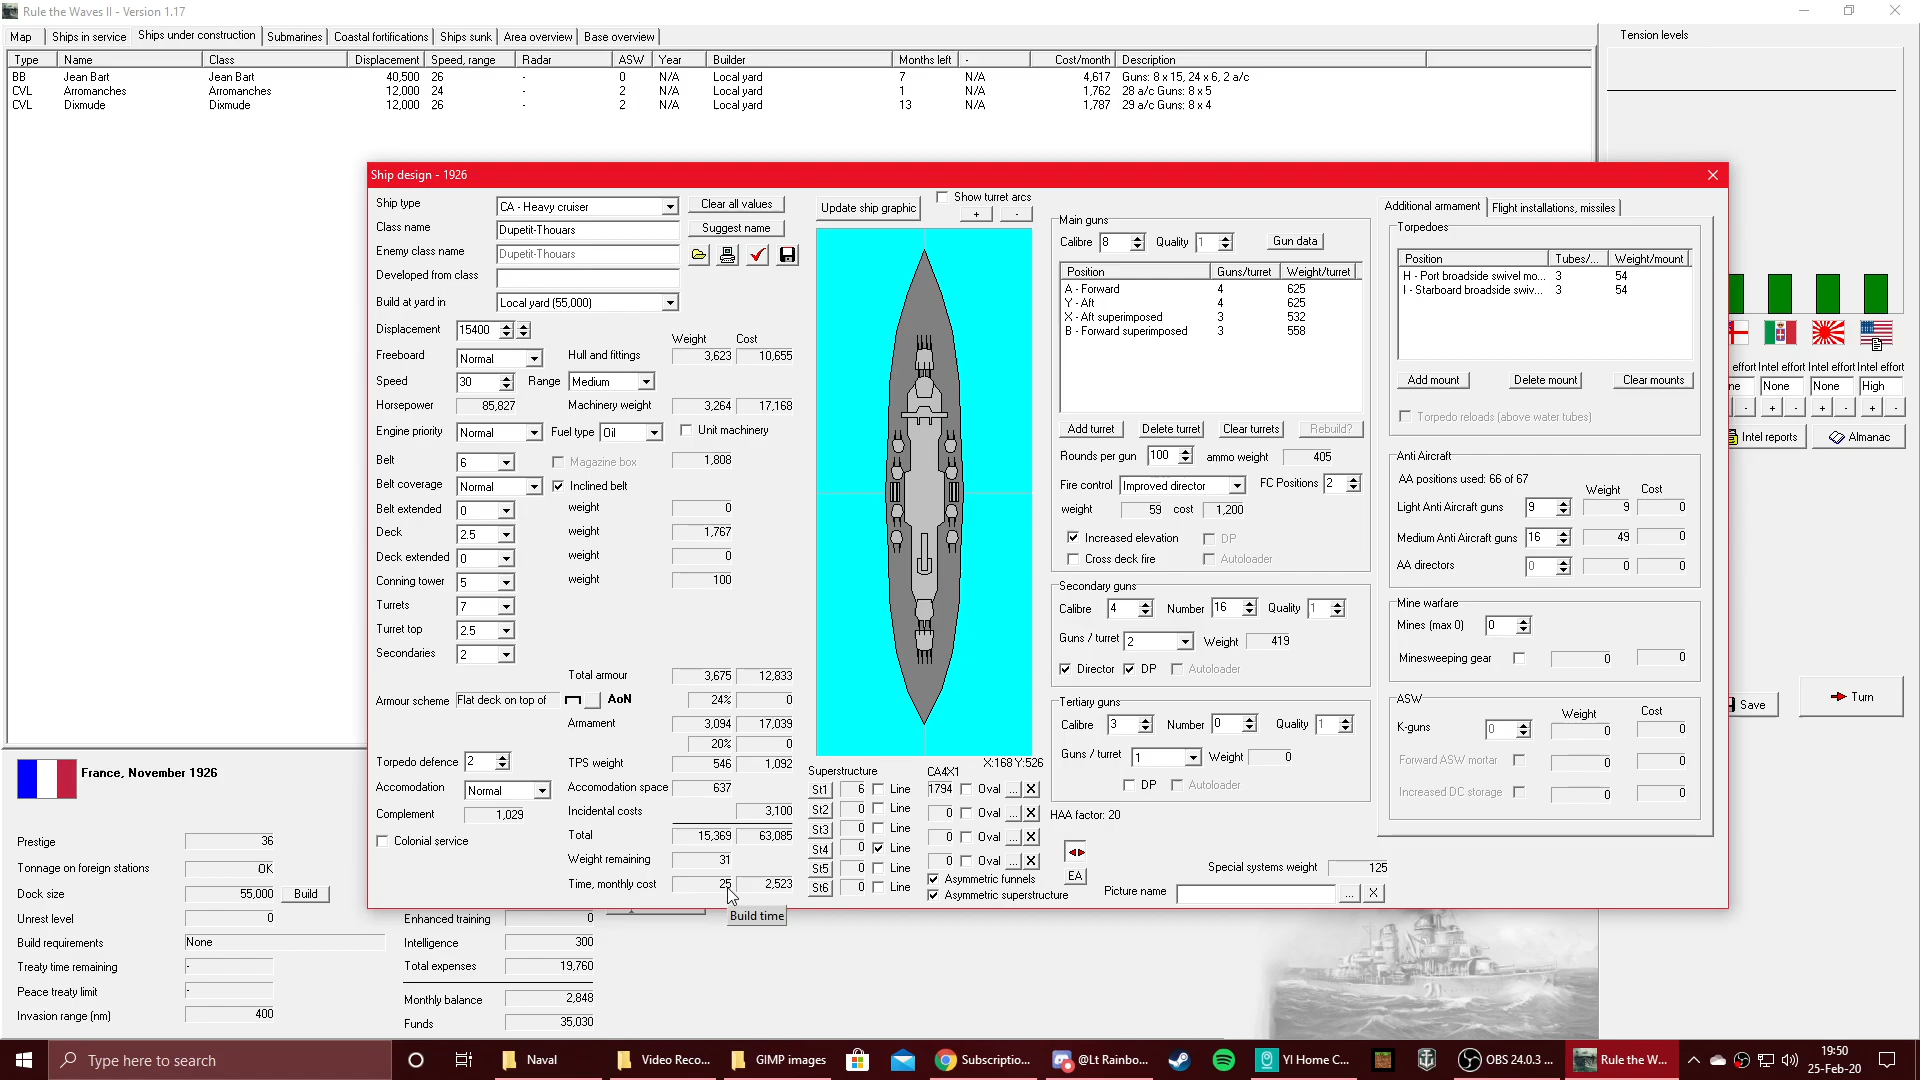 Rule the Waves II - Version 1.17
Map Ships in service Ships under construction Submarines Coastal fortifications Ships sunk Area overview Base overview
Type Name Class Displacement Speed, range Radar ASW Year Builder Months left - Cost/month Description
BB Jean Bart Jean Bart 40,500 26 - 0 N/A Local yard 7 N/A 4,617 Guns: 8 x 15, 24 x 6, 2 a/c
CVL Arromanches Arromanches 12,000 24 - 2 N/A Local yard 1 N/A 1,762 28 a/c Guns: 8 x 5
CVL Dixmude Dixmude 12,000 26 - 2 N/A Local yard 13 N/A 1,787 29 a/c Guns: 8 x 4
Tension levels
Ship design - 1926
Ship type CA - Heavy cruiser Clear all values
Class name Dupetit-Thouars Suggest name
Enemy class name Dupetit-Thouars
Developed from class
Build at yard in Local yard (55,000)
Displacement 15400
Weight Cost
Freeboard Normal Hull and fittings 3,623 10,655
Speed 30 Range Medium
Horsepower 85,827 Machinery weight 3,264 17,168
Engine priority Normal Fuel type Oil Unit machinery
Belt 6 Magazine box 1,808
Belt coverage Normal Inclined belt
Belt extended 0 weight 0
Deck 2.5 weight 1,767
Deck extended 0 weight 0
Conning tower 5 weight 100
Turrets 7
Turret top 2.5
Secondaries 2
Total armour 3,675 12,833
Armour scheme Flat deck on top of AoN 24% 0
Armament 3,094 17,039
20% 0
Torpedo defence 2 TPS weight 546 1,092
Accomodation Normal Accomodation space 637
Complement 1,029 Incidental costs 3,100
Colonial service Total 15,369 63,085
Weight remaining 31
Time, monthly cost 25 2,523
Build time
Update ship graphic Show turret arcs
+ -
X:168 Y:526
Superstructure CA4X1
St1 6 Line 1794 Oval ... X
St2 0 Line 0 Oval ... X
St3 0 Line 0 Oval ... X
St4 0 Line 0 Oval ... X
St5 0 Line
St6 0 Line
Asymmetric funnels
Asymmetric superstructure
Main guns
Calibre 8 Quality 1 Gun data
Position Guns/turret Weight/turret
A - Forward 4 625
Y - Aft 4 625
X - Aft superimposed 3 532
B - Forward superimposed 3 558
Add turret Delete turret Clear turrets Rebuild?
Rounds per gun 100 ammo weight 405
Fire control Improved director FC Positions 2
weight 59 cost 1,200
Increased elevation DP
Cross deck fire Autoloader
Secondary guns
Calibre 4 Number 16 Quality 1
Guns / turret 2 Weight 419
Director DP Autoloader
Tertiary guns
Calibre 3 Number 0 Quality 1
Guns / turret 1 Weight 0
DP Autoloader
HAA factor: 20
EA
Special systems weight 125
Picture name ... X
Additional armament Flight installations, missiles
Torpedoes
Position Tubes/... Weight/mount
H - Port broadside swivel mo... 3 54
I - Starboard broadside swiv... 3 54
Add mount Delete mount Clear mounts
Torpedo reloads (above water tubes)
Anti Aircraft
AA positions used: 66 of 67
Weight Cost
Light Anti Aircraft guns 9 9 0
Medium Anti Aircraft guns 16 49 0
AA directors 0 0 0
Mine warfare
Mines (max 0) 0
Minesweeping gear 0 0
ASW
Weight Cost
K-guns 0 0 0
Forward ASW mortar 0 0
Increased DC storage 0 0
effort Intel effort Intel effort Intel effort
ne None None High
- + - + - + -
Intel reports Almanac
Save Turn
France, November 1926
Prestige 36
Tonnage on foreign stations OK
Dock size 55,000 Build
Unrest level 0
Build requirements None
Treaty time remaining -
Peace treaty limit -
Invasion range (nm) 400
Enhanced training 0
Intelligence 300
Total expenses 19,760
Monthly balance 2,848
Funds 35,030
Type here to search
Naval
Video Reco...
GIMP images
Subscriptio...
@Lt Rainbo...
YI Home C...
OBS 24.0.3 ...
Rule the W...
19:50
25-Feb-20